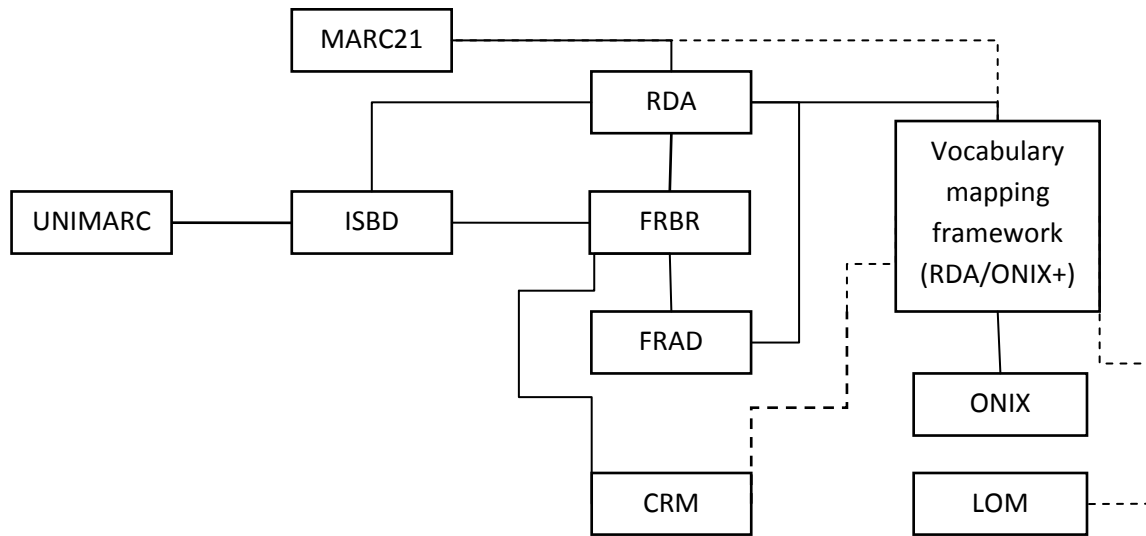 MARC21
RDA
Vocabulary
mapping
framework
(RDA/ONIX+)
UNIMARC
ISBD
FRBR
FRAD
ONIX
CRM
LOM